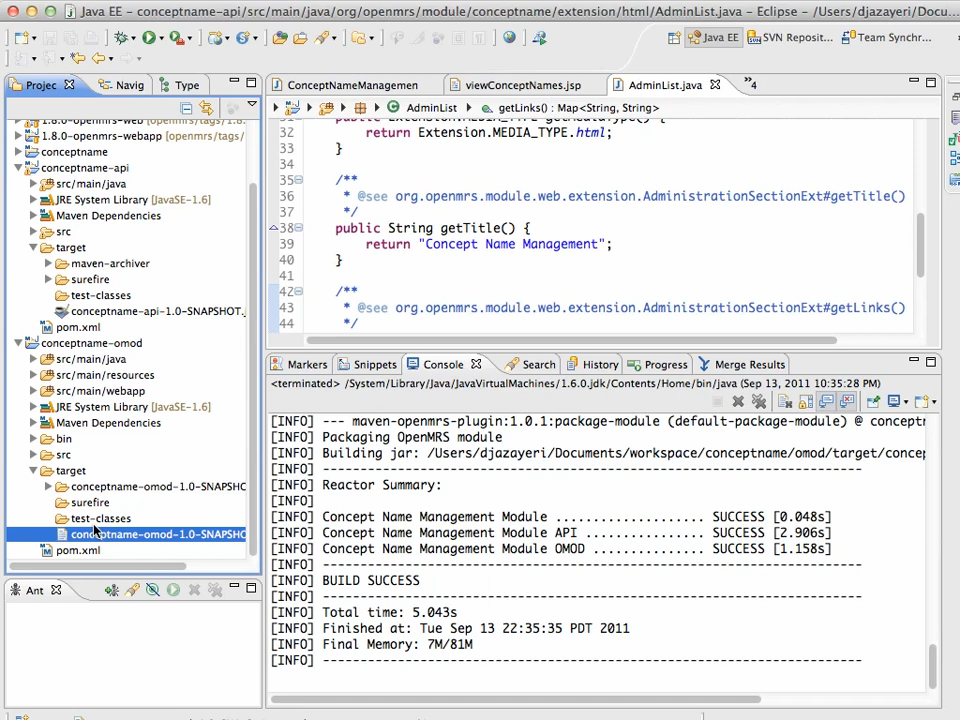 Java EE – conceptname-api/src/main/java/org/openmrs/module/conceptname/extension/html/AdminList.java – Eclipse – /Users/djazayeri/Docu...
Java EE
SVN Reposit...
Team Synchr...
Projec
Navig
Type
1.8.0-openmrs-webapp [openmrs/tags/
conceptname
conceptname-api
src/main/java
JRE System Library [JavaSE-1.6]
Maven Dependencies
src
target
maven-archiver
surefire
test-classes
conceptname-api-1.0-SNAPSHOT.
pom.xml
conceptname-omod
src/main/java
src/main/resources
src/main/webapp
JRE System Library [JavaSE-1.6]
Maven Dependencies
bin
src
target
conceptname-omod-1.0-SNAPSHO
surefire
test-classes
conceptname-omod-1.0-SNAPSHO
pom.xml
Ant
ConceptNameManagemen
viewConceptNames.jsp
AdminList.java
4
AdminList
getLinks() : Map<String, String>
32 return Extension.MEDIA_TYPE.html;
33 }
34
35 /**
36 * @see org.openmrs.module.web.extension.AdministrationSectionExt#getTitle()
37 */
38 public String getTitle() {
39 return "Concept Name Management";
40 }
41
42 /**
43 * @see org.openmrs.module.web.extension.AdministrationSectionExt#getLinks()
44 */
Markers
Snippets
Console
Search
History
Progress
Merge Results
<terminated> /System/Library/Java/JavaVirtualMachines/1.6.0.jdk/Contents/Home/bin/java (Sep 13, 2011 10:35:28 PM)
[INFO] --- maven-openmrs-plugin:1.0.1:package-module (default-package-module) @ conceptn
[INFO] Packaging OpenMRS module
[INFO] Building jar: /Users/djazayeri/Documents/workspace/conceptname/omod/target/concep
[INFO] ------------------------------------------------------------------------
[INFO] Reactor Summary:
[INFO]
[INFO] Concept Name Management Module .................... SUCCESS [0.048s]
[INFO] Concept Name Management Module API ................ SUCCESS [2.906s]
[INFO] Concept Name Management Module OMOD ............... SUCCESS [1.158s]
[INFO] ------------------------------------------------------------------------
[INFO] BUILD SUCCESS
[INFO] ------------------------------------------------------------------------
[INFO] Total time: 5.043s
[INFO] Finished at: Tue Sep 13 22:35:35 PDT 2011
[INFO] Final Memory: 7M/81M
[INFO] ------------------------------------------------------------------------